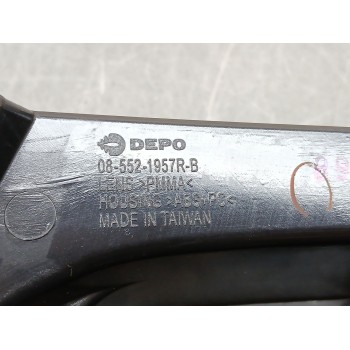 DEPO
08-552-1957R-B
LENS >PMMA<
HOUSING >ABS+PC<
MADE IN TAIWAN